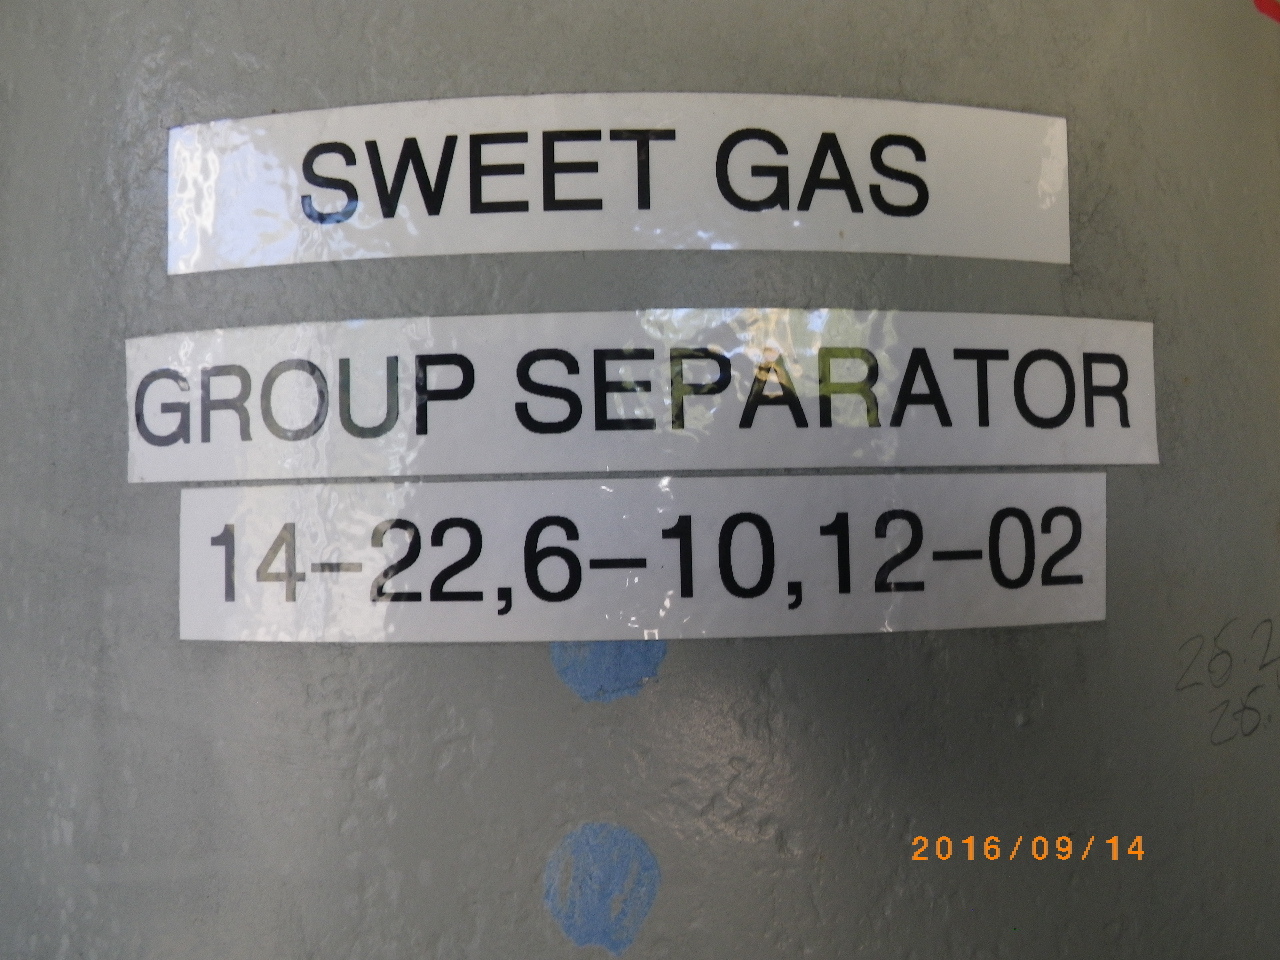 SWEET GAS
GROUP SEPARATOR
14-22,6-10,12-02
2016/09/14